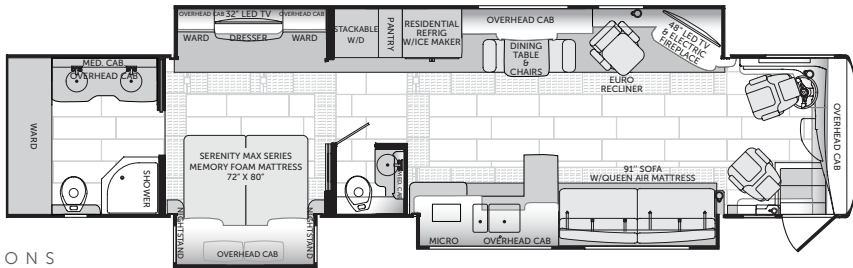 OVERHEAD CAB
32" LED TV
OVERHEAD CAB
WARD
DRESSER
WARD
STACKABLE
W/D
PANTRY
RESIDENTIAL
REFRIG
W/ICE MAKER
OVERHEAD CAB
DINING
TABLE
&
CHAIRS
EURO
RECLINER
48" LED TV
& ELECTRIC
FIREPLACE
MED. CAB
OVERHEAD CAB
WARD
SHOWER
SERENITY MAX SERIES
MEMORY FOAM MATTRESS
72" X 80"
NIGHTSTAND
NIGHTSTAND
OVERHEAD CAB
MED. CAB
MICRO
OVERHEAD CAB
91" SOFA
W/QUEEN AIR MATTRESS
OVERHEAD CAB
ONS